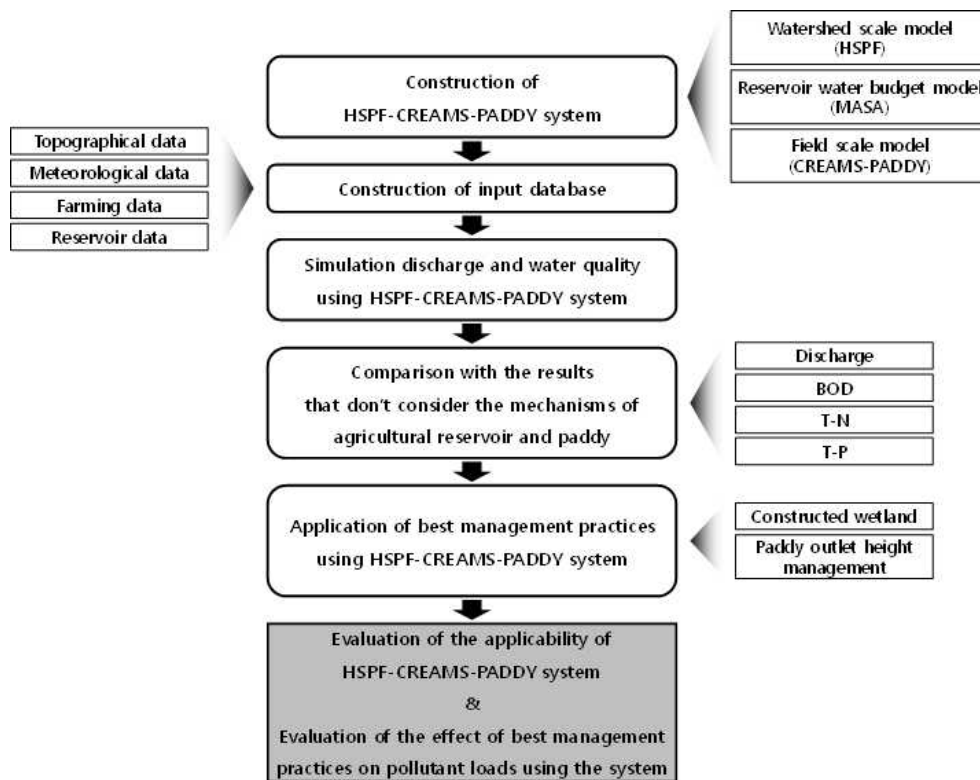 Watershed scale model
(HSPF)
Construction of
HSPF-CREAMS-PADDY system
Reservoir water budget model
(MASA)
Field scale model
(CREAMS-PADDY)
Topographical data
Meteorological data
Farming data
Reservoir data
Construction of input database
Simulation discharge and water quality
using HSPF-CREAMS-PADDY system
Comparison with the results
that don't consider the mechanisms of
agricultural reservoir and paddy
Discharge
BOD
T-N
T-P
Application of best management practices
using HSPF-CREAMS-PADDY system
Constructed wetland
Paddy outlet height
management
Evaluation of the applicability of
HSPF-CREAMS-PADDY system
&
Evaluation of the effect of best management
practices on pollutant loads using the system